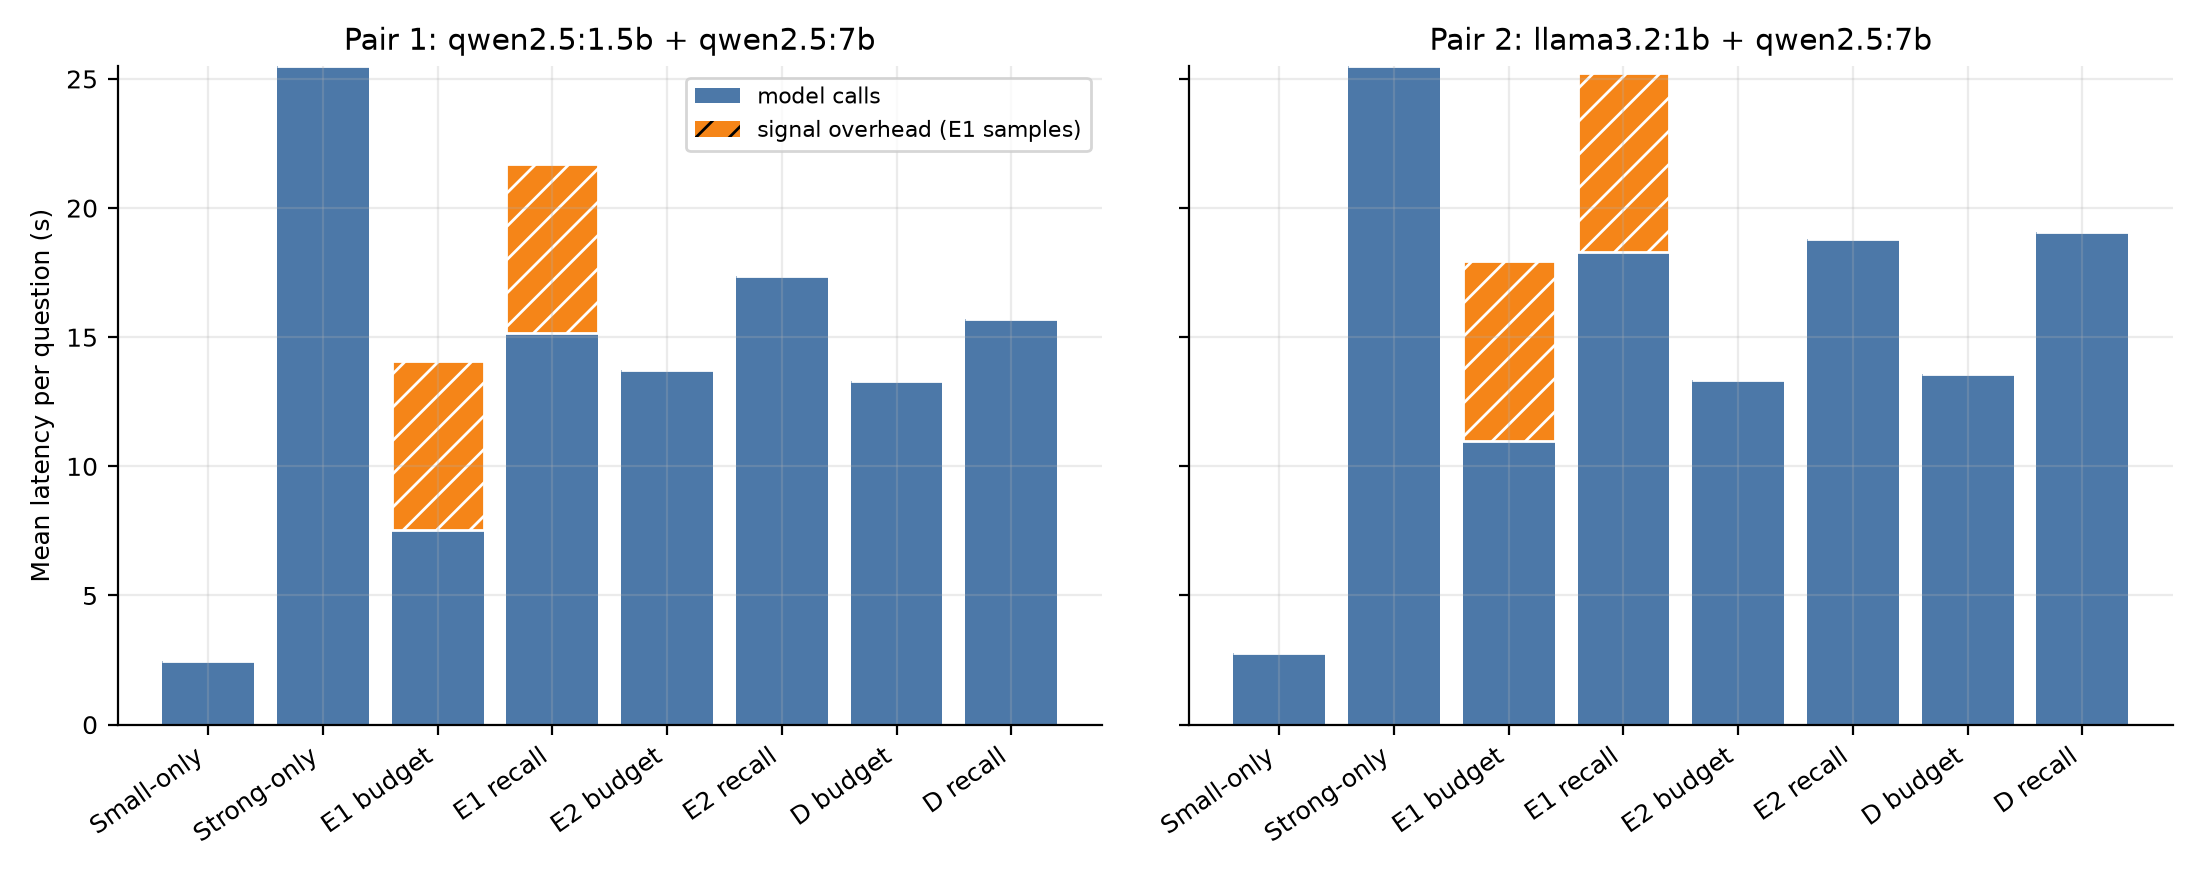 Pair 1: qwen2.5:1.5b + qwen2.5:7b
Mean latency per question (s)
25
20
15
10
5
0
model calls
signal overhead (E1 samples)
Small-only
Strong-only
E1 budget
E1 recall
E2 budget
E2 recall
D budget
D recall
Pair 2: llama3.2:1b + qwen2.5:7b
Small-only
Strong-only
E1 budget
E1 recall
E2 budget
E2 recall
D budget
D recall